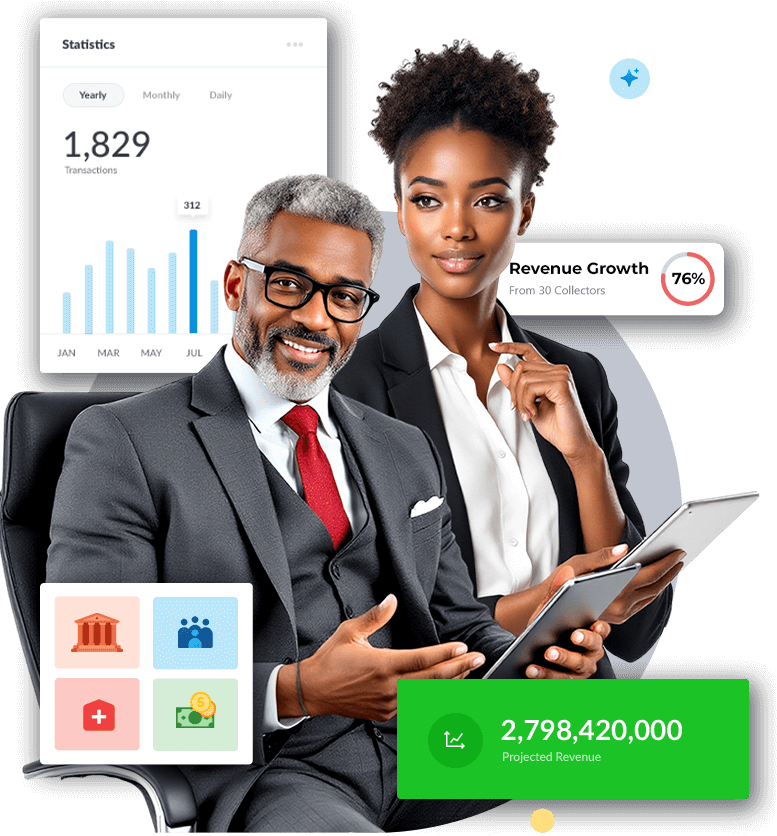 Statistics
Yearly Monthly Daily
1,829
Transactions
312
JAN MAR MAY JUL
Revenue Growth
From 30 Collectors
76%
$
2,798,420,000
Projected Revenue